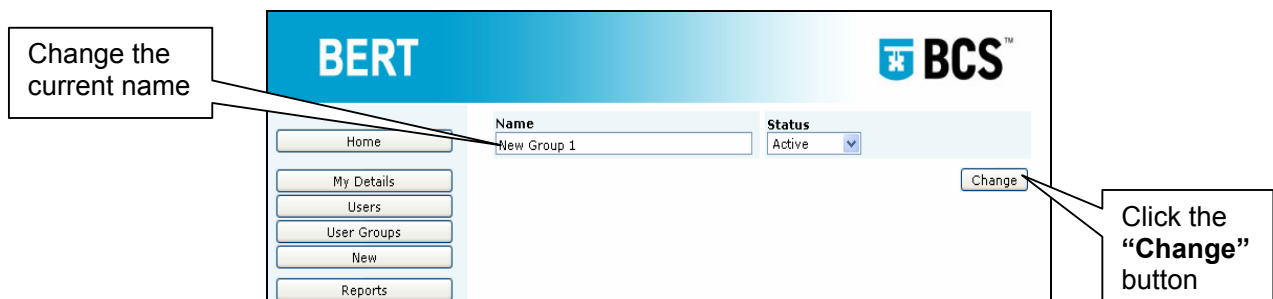 Change the
current name
BERT
BCS™
Name
Status
New Group 1
Active
Home
Change
My Details
Users
User Groups
New
Reports
Click the
“Change”
button